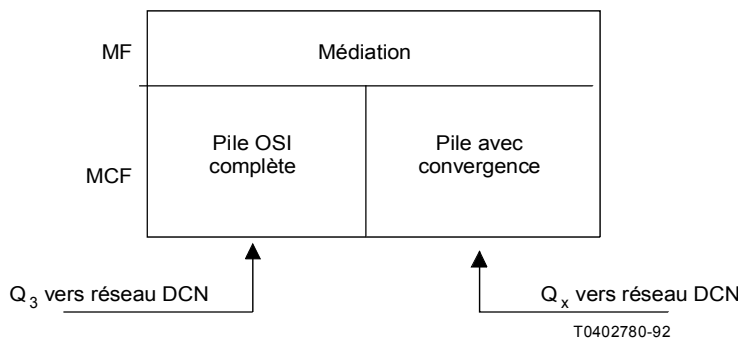 MF
Médiation
MCF
Pile OSI
complète
Pile avec
convergence
Q3 vers réseau DCN
Qx vers réseau DCN
T0402780-92